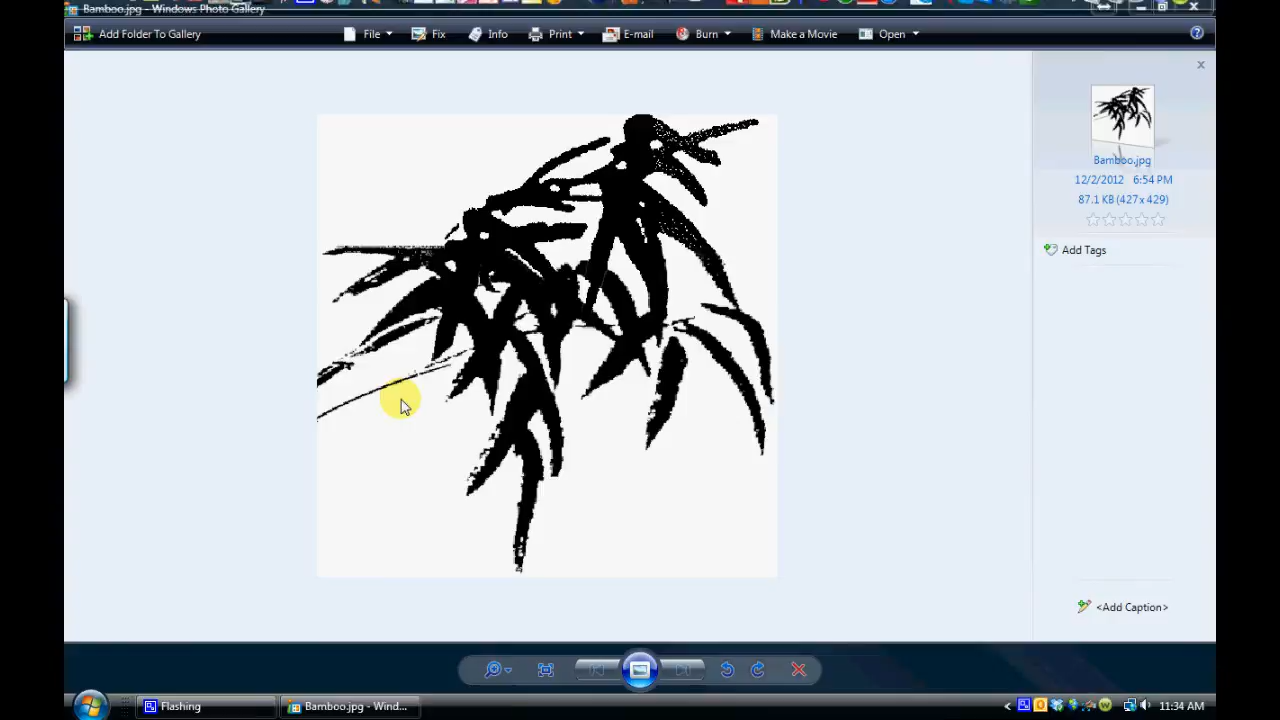 Bamboo.jpg - Windows Photo Gallery
Add Folder To Gallery File Fix Info Print E-mail Burn Make a Movie Open
Bamboo.jpg
12/2/2012 6:54 PM
87.1 KB (427x429)
Add Tags
<Add Caption>
Flashing Bamboo.jpg - Wind... 11:34 AM